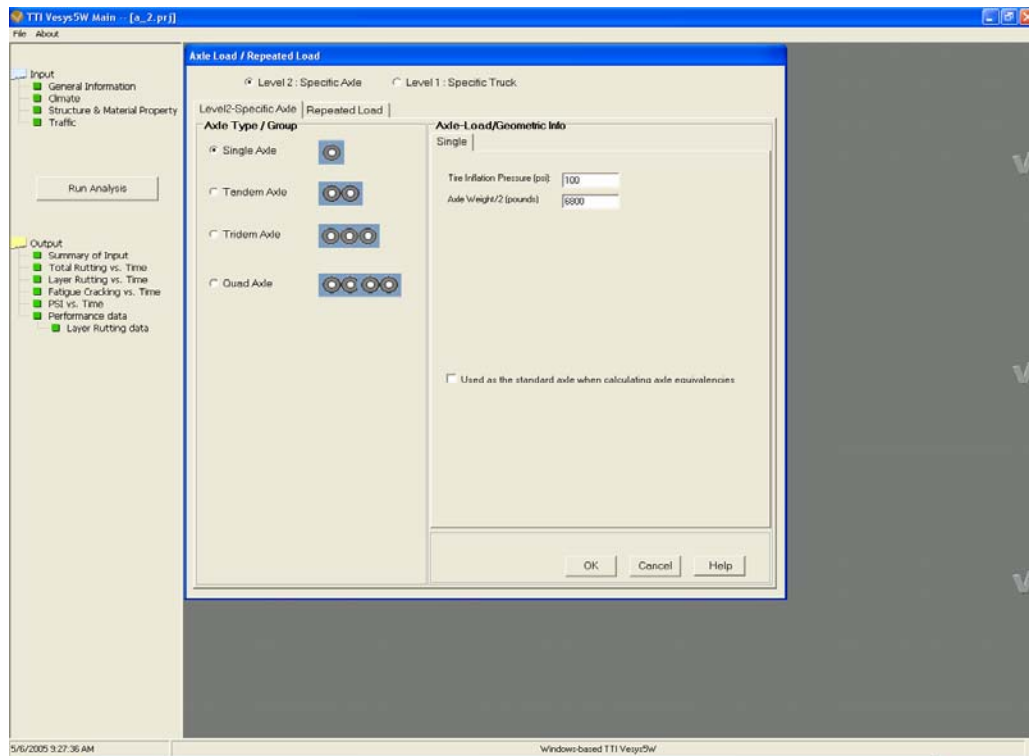 TTI Vesys5W Main -- [a_2.prj]
File About
Input
General Information
Climate
Structure & Material Property
Traffic
Run Analysis
Output
Summary of Input
Total Rutting vs. Time
Layer Rutting vs. Time
Fatigue Cracking vs. Time
PSI vs. Time
Performance data
Layer Rutting data
Axle Load / Repeated Load
Level 2 : Specific Axle Level 1 : Specific Truck
Level2-Specific Axle Repeated Load
Axle Type / Group
Single Axle
Tandem Axle
Tridem Axle
Quad Axle
Axle-Load/Geometric Info
Single
Tire Inflation Pressure (psi): 100
Axle Weight/2 (pounds) 6800
Used as the standard axle when calculating axle equivalencies
OK Cancel Help
5/6/2005 9:27:36 AM Windows-based TTI Vesys5W